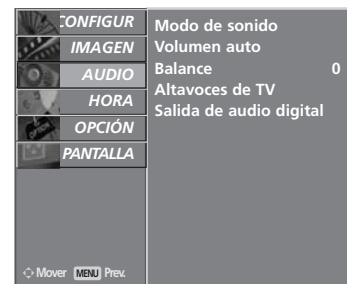 CONFIGUR
IMAGEN
AUDIO
HORA
OPCIÓN
PANTALLA
Mover MENU Prev.
Modo de sonido
Volumen auto
Balance 0
Altavoces de TV
Salida de audio digital